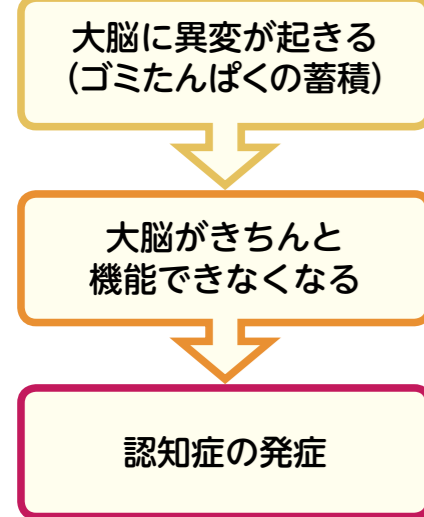 大脳に異変が起きる
(ゴミたんぱくの蓄積)
大脳がきちんと
機能できなくなる
認知症の発症